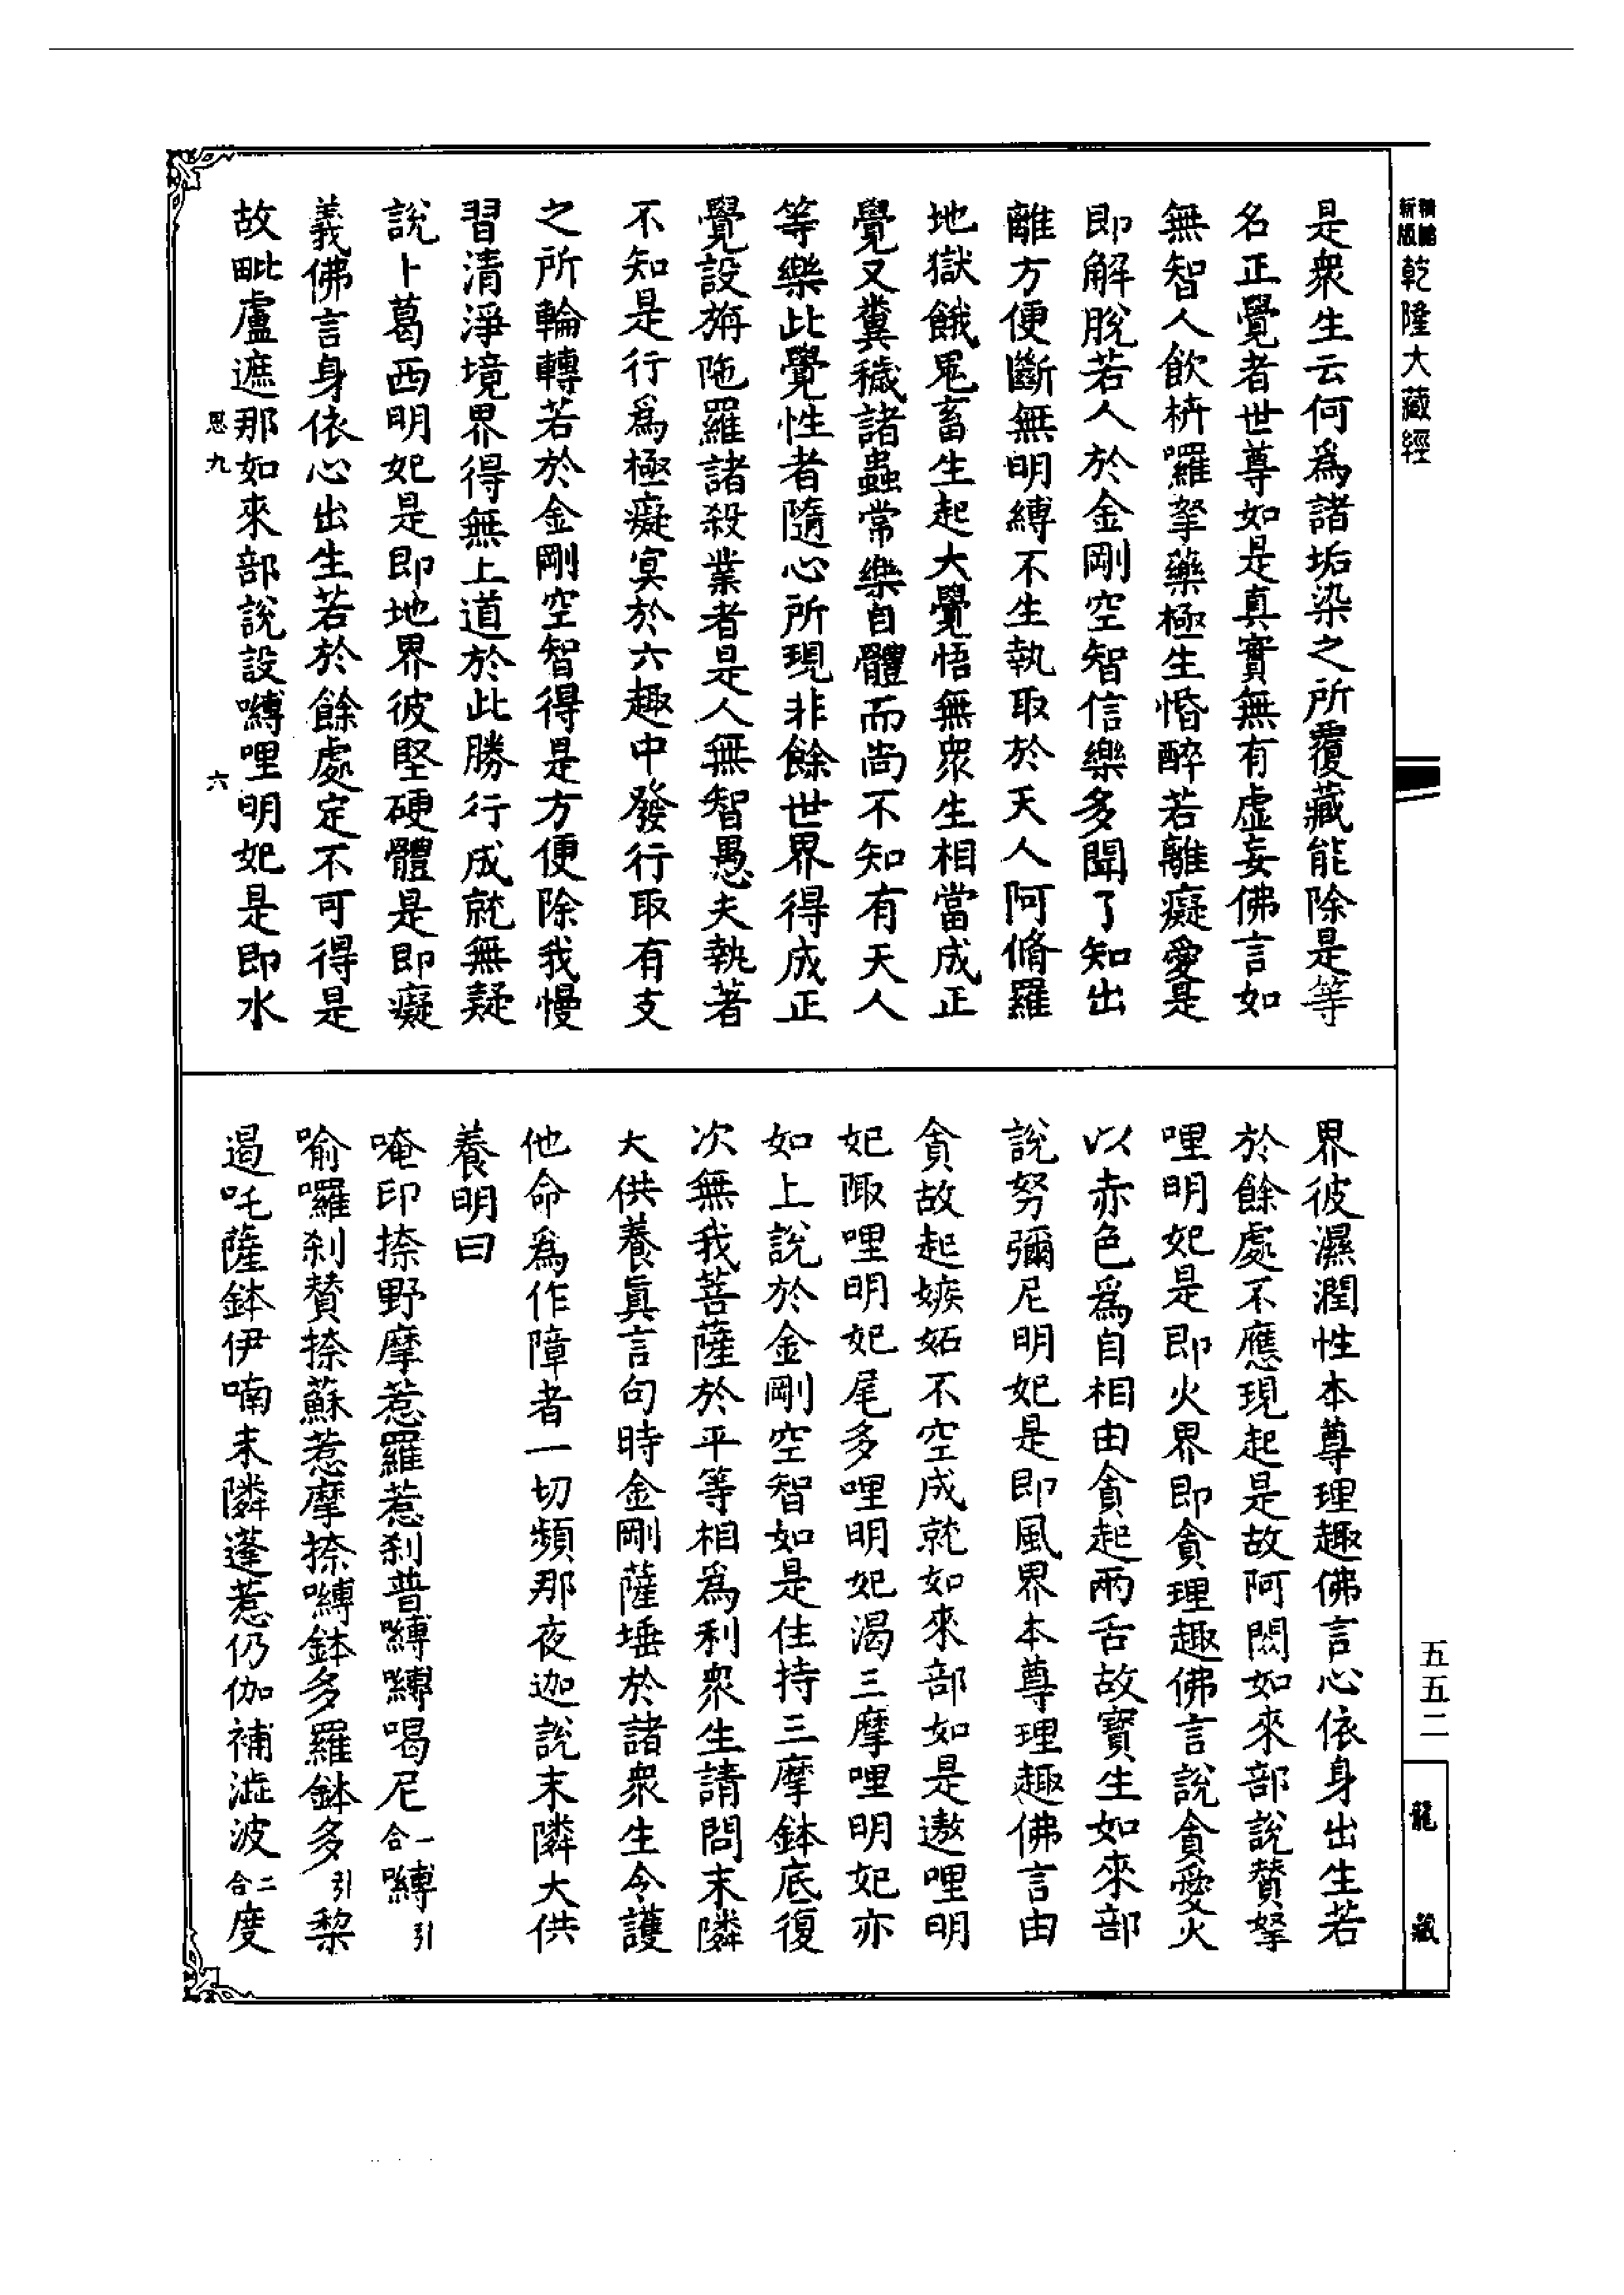 精縮新版乾隆大藏經
是衆生云何爲諸垢染之所覆藏能除是等
名正覺者世尊如是真實無有虛妄佛言如
無智人飲枿囉拏藥極生惛醉若離癡愛是
即解脫若人於金剛空智信樂多聞了知出
離方便斷無明縛不生執取於天人阿脩羅
地獄餓鬼畜生起大覺悟無衆生相當成正
覺又糞穢諸蟲常樂自體而尚不知有天人
等樂此覺性者隨心所現非餘世界得成正
覺設旃陁羅諸殺業者是人無智愚夫執著
不知是行爲極癡冥於六趣中發行取有支
之所輪轉若於金剛空智得是方便除我慢
習清淨境界得無上道於此勝行成就無疑
說卜葛西明妃是即地界彼堅硬體是即癡
義佛言身依心出生若於餘處定不可得是
故毗盧遮那如來部說設嚩哩明妃是即水
恩九 六
界彼濕潤性本尊理趣佛言心依身出生若
於餘處不應現起是故阿閦如來部說贊拏
哩明妃是即火界即貪理趣佛言說貪愛火
以赤色爲自相由貪起兩舌故寶生如來部
說努彌尼明妃是即風界本尊理趣佛言由
貪故起嫉妬不空成就如來部如是遨哩明
妃陬哩明妃尾多哩明妃渴三摩哩明妃亦
如上說於金剛空智如是住持三摩鉢底復
次無我菩薩於平等相爲利衆生請問末隣
大供養眞言句時金剛薩埵於諸衆生令護
他命爲作障者一切頻那夜迦說末隣大供
養明曰
唵印捺野摩惹羅惹刹普嚩嚩喝尼合一嚩引
喻囉刹贊捺蘇惹摩捺嚩鉢多羅鉢多引犂
遏吒薩鉢伊喃末隣蓬惹仍伽補澁波二合度
五五二
龍藏